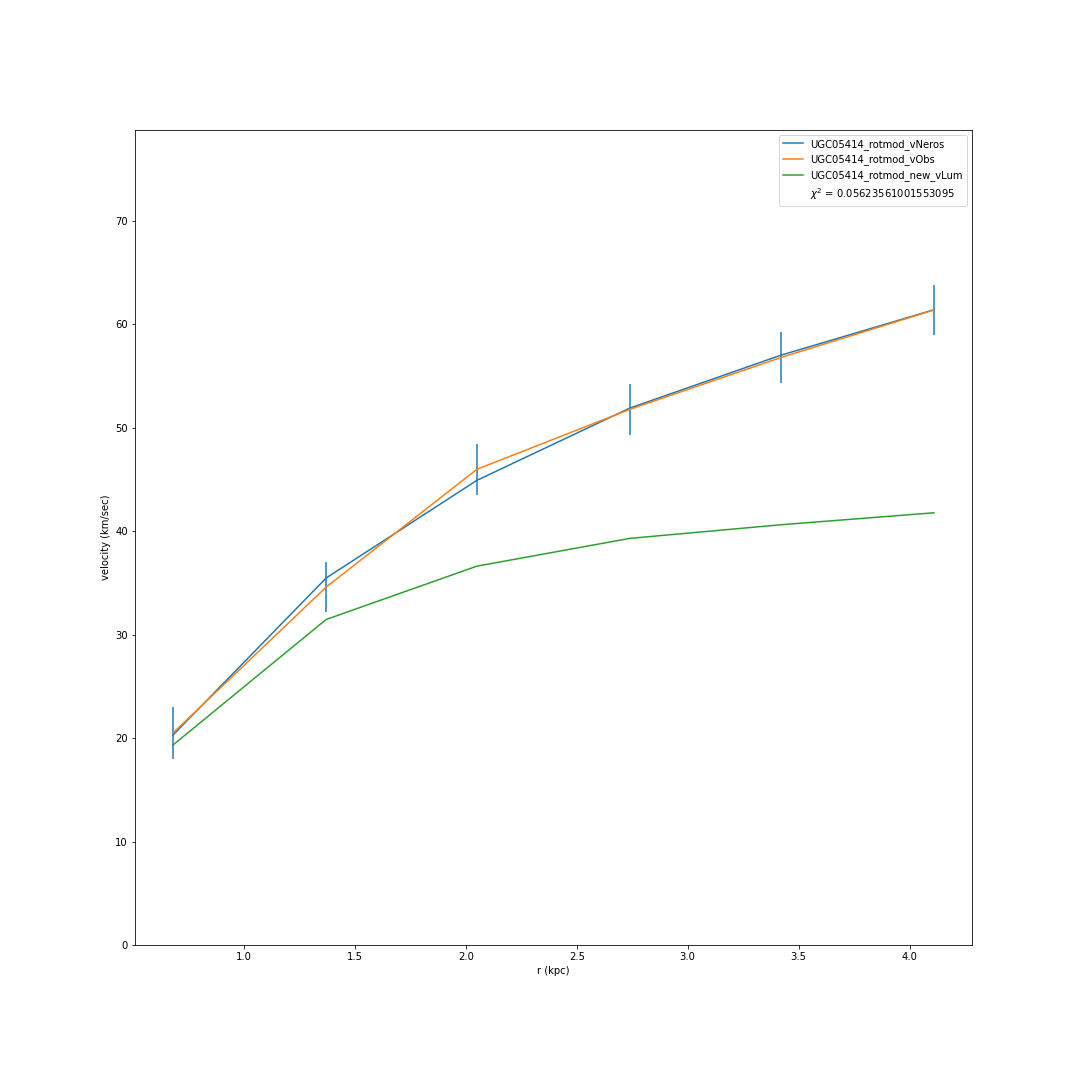 UGC05414_rotmod_vNeros
UGC05414_rotmod_vObs
UGC05414_rotmod_new_vLum
χ² = 0.05623561001553095
70
60
50
40
30
20
10
0
velocity (km/sec)
1.0 1.5 2.0 2.5 3.0 3.5 4.0
r (kpc)